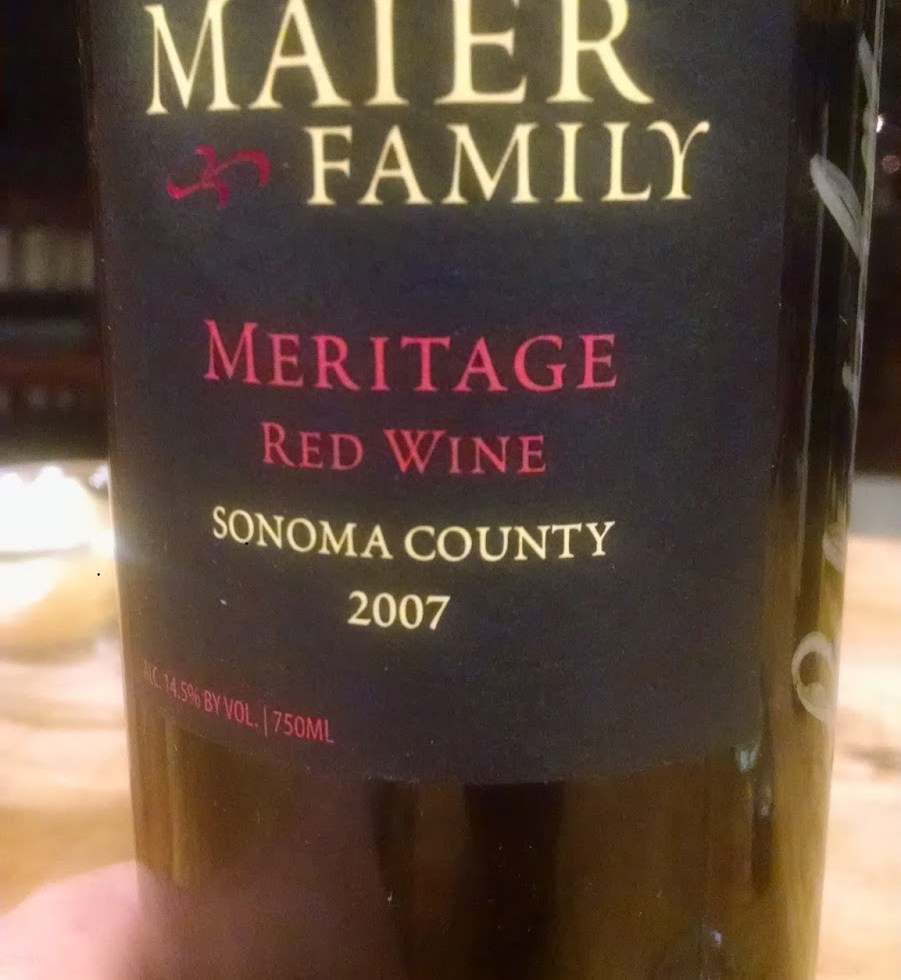 MAIER
FAMILY
MERITAGE
RED WINE
SONOMA COUNTY
2007
ALC. 14.5% BY VOL. | 750ML